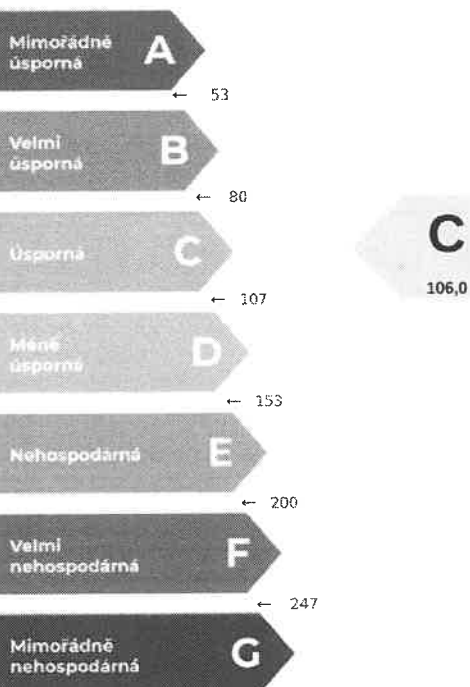 Mimořádně
úsporná
A
← 53
Velmi
úsporná
B
← 80
Úsporná
C
C
106,0
← 107
Méně
úsporná
D
← 153
Nehospodárná
E
← 200
Velmi
nehospodárná
F
← 247
Mimořádně
nehospodárná
G